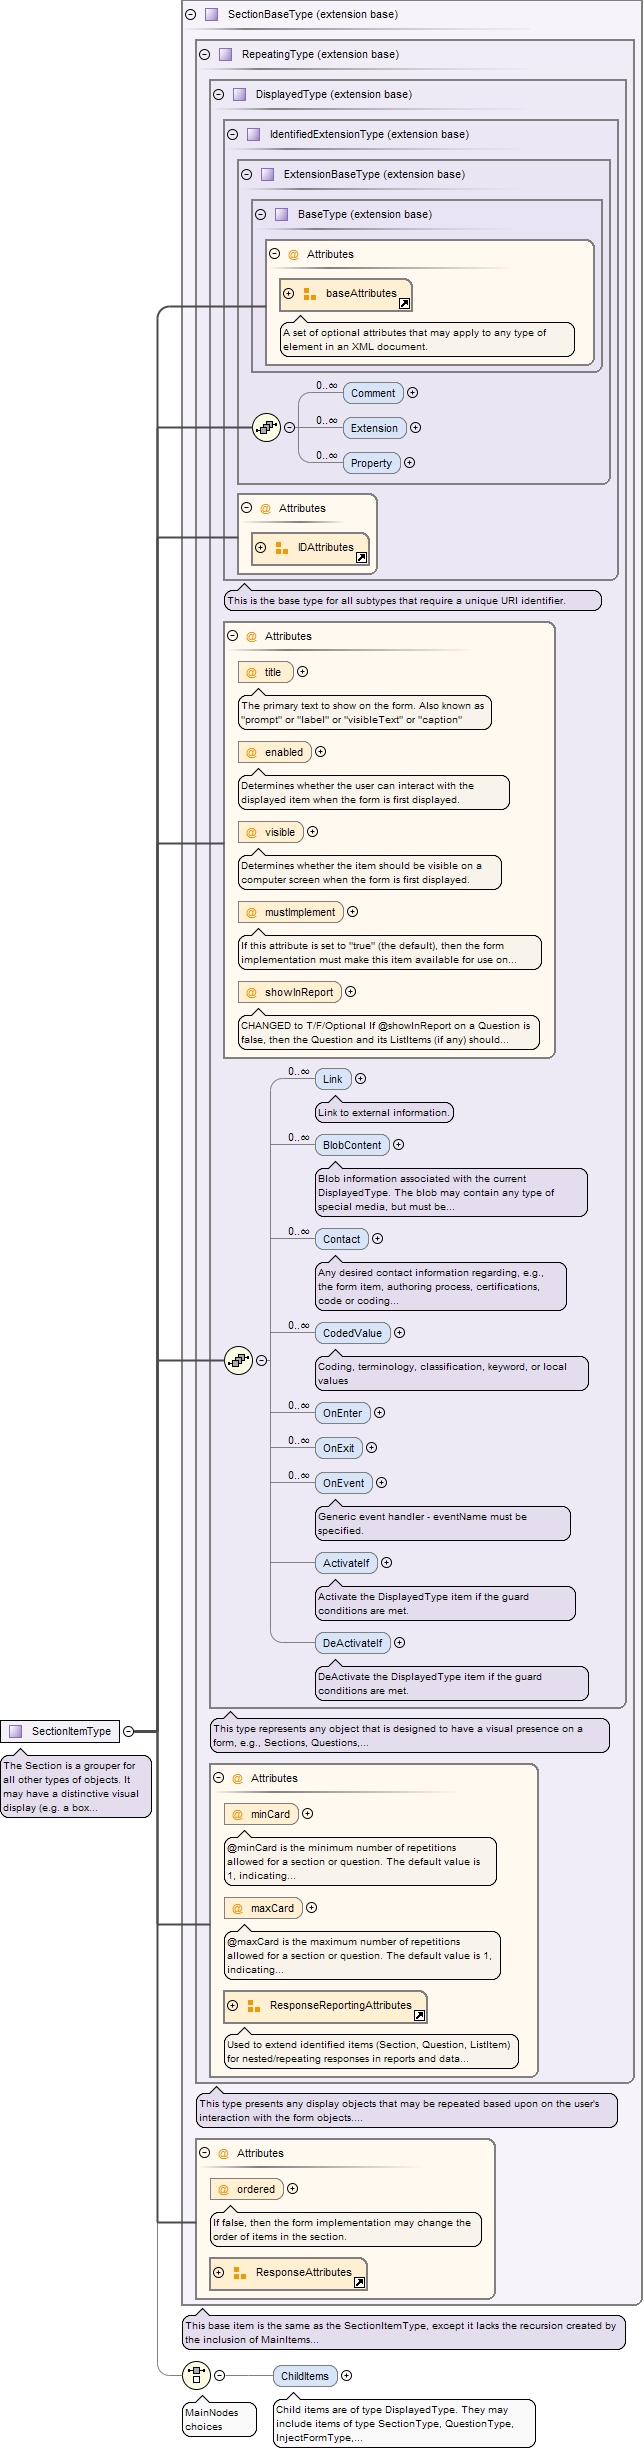 SectionBaseType (extension base)
RepeatingType (extension base)
DisplayedType (extension base)
IdentifiedExtensionType (extension base)
ExtensionBaseType (extension base)
BaseType (extension base)
@ Attributes
baseAttributes
A set of optional attributes that may apply to any type of
element in an XML document.
0..∞
Comment
0..∞
Extension
0..∞
Property
@ Attributes
IDAttributes
This is the base type for all subtypes that require a unique URI identifier.
@ Attributes
@ title
The primary text to show on the form. Also known as
"prompt" or "label" or "visibleText" or "caption"
@ enabled
Determines whether the user can interact with the
displayed item when the form is first displayed.
@ visible
Determines whether the item should be visible on a
computer screen when the form is first displayed.
@ mustImplement
If this attribute is set to "true" (the default), then the form
implementation must make this item available for use on...
@ showInReport
CHANGED to T/F/Optional If @showInReport on a Question is
false, then the Question and its ListItems (if any) should...
0..∞
Link
Link to external information.
0..∞
BlobContent
Blob information associated with the current
DisplayedType. The blob may contain any type of
special media, but must be...
0..∞
Contact
Any desired contact information regarding, e.g.,
the form item, authoring process, certifications,
code or coding...
0..∞
CodedValue
Coding, terminology, classification, keyword, or local
values
0..∞
OnEnter
0..∞
OnExit
0..∞
OnEvent
Generic event handler - eventName must be
specified.
ActivateIf
Activate the DisplayedType item if the guard
conditions are met.
DeActivateIf
DeActivate the DisplayedType item if the guard
conditions are met.
This type represents any object that is designed to have a visual presence on a
form, e.g., Sections, Questions,...
SectionItemType
The Section is a grouper for
all other types of objects. It
may have a distinctive visual
display (e.g. a box...
@ Attributes
@ minCard
@minCard is the minimum number of repetitions
allowed for a section or question. The default value is
1, indicating...
@ maxCard
@maxCard is the maximum number of repetitions
allowed for a section or question. The default value is 1,
indicating...
ResponseReportingAttributes
Used to extend identified items (Section, Question, ListItem)
for nested/repeating responses in reports and data...
This type presents any display objects that may be repeated based upon on the user's
interaction with the form objects....
@ Attributes
@ ordered
If false, then the form implementation may change the
order of items in the section.
ResponseAttributes
This base item is the same as the SectionItemType, except it lacks the recursion created by
the inclusion of MainItems...
ChildItems
MainNodes
choices
Child items are of type DisplayedType. They may
include items of type SectionType, QuestionType,
InjectFormType,...